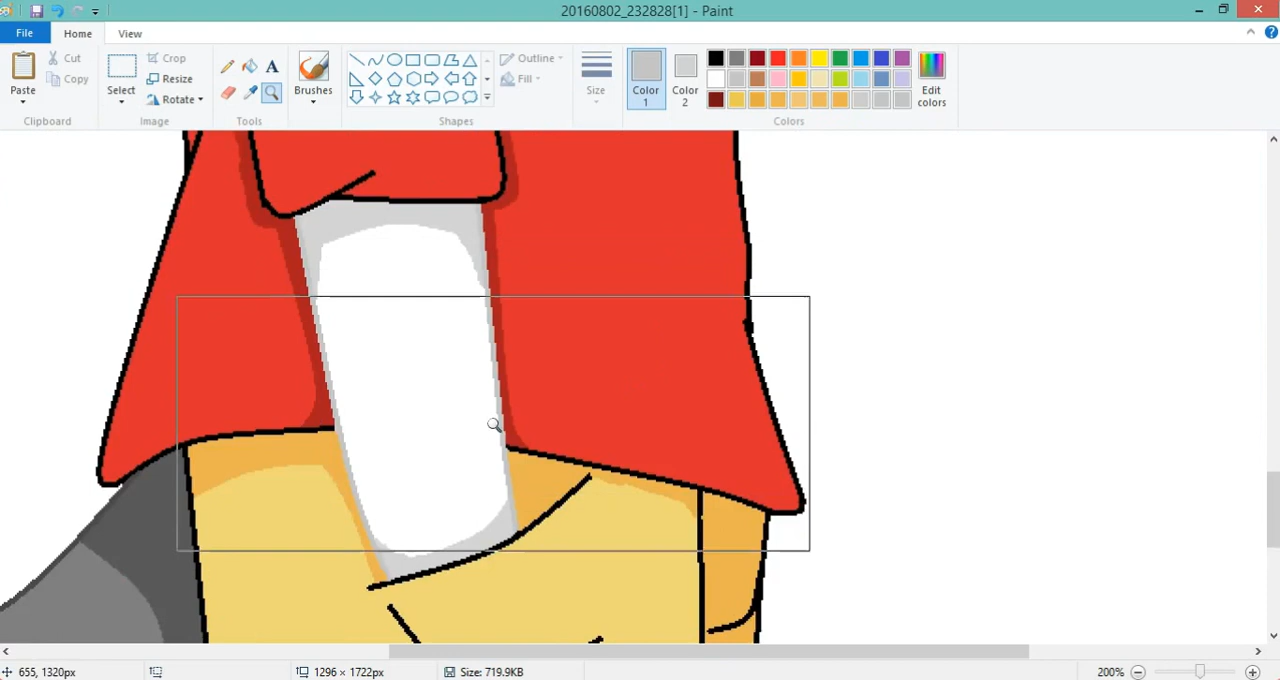 20160802_232828[1] - Paint
File
Home
View
Paste
Cut
Copy
Clipboard
Select
Crop
Resize
Rotate
Image
A
Tools
Brushes
Outline
Fill
Shapes
Size
Color 1
Color 2
Edit colors
Colors
655, 1320px
1296 × 1722px
Size: 719.9KB
200%